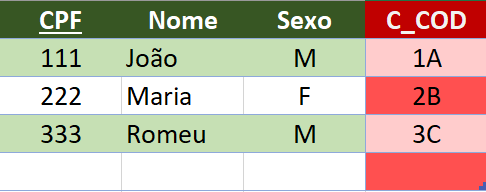 CPF Nome Sexo C_COD
111 João M 1A
222 Maria F 2B
333 Romeu M 3C